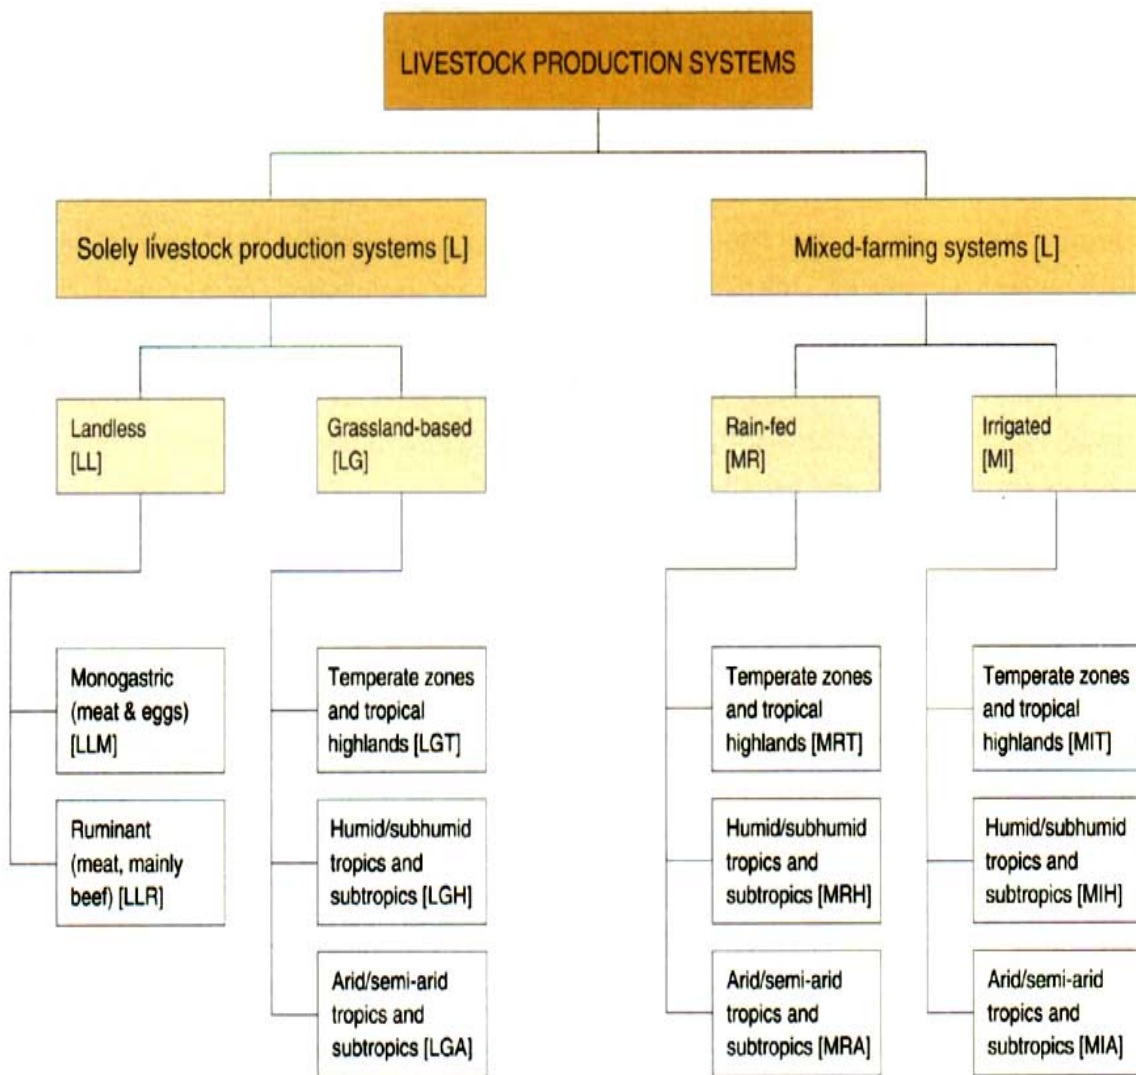 LIVESTOCK PRODUCTION SYSTEMS
Solely livestock production systems [L]
Mixed-farming systems [L]
Landless
[LL]
Grassland-based
[LG]
Rain-fed
[MR]
Irrigated
[MI]
Monogastric
(meat & eggs)
[LLM]
Ruminant
(meat, mainly
beef) [LLR]
Temperate zones
and tropical
highlands [LGT]
Humid/subhumid
tropics and
subtropics [LGH]
Arid/semi-arid
tropics and
subtropics [LGA]
Temperate zones
and tropical
highlands [MRT]
Humid/subhumid
tropics and
subtropics [MRH]
Arid/semi-arid
tropics and
subtropics [MRA]
Temperate zones
and tropical
highlands [MIT]
Humid/subhumid
tropics and
subtropics [MIH]
Arid/semi-arid
tropics and
subtropics [MIA]